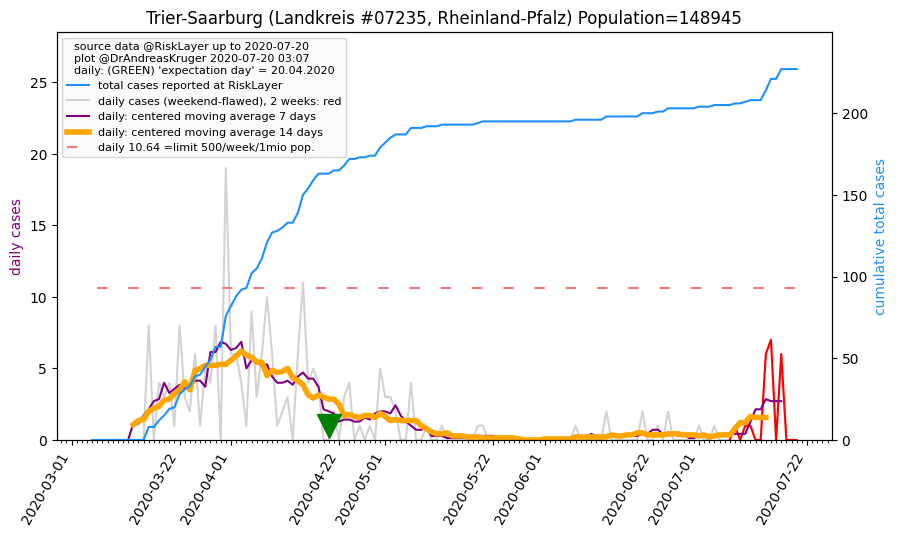 Trier-Saarburg (Landkreis #07235, Rheinland-Pfalz) Population=148945
source data @RiskLayer up to 2020-07-20
plot @DrAndreasKruger 2020-07-20 03:07
daily: (GREEN) 'expectation day' = 20.04.2020
total cases reported at RiskLayer
daily cases (weekend-flawed), 2 weeks: red
daily: centered moving average 7 days
daily: centered moving average 14 days
daily 10.64 =limit 500/week/1mio pop.
daily cases
25
20
15
10
5
0
cumulative total cases
200
150
100
50
0
2020-03-01
2020-03-22
2020-04-01
2020-04-22
2020-05-01
2020-05-22
2020-06-01
2020-06-22
2020-07-01
2020-07-22